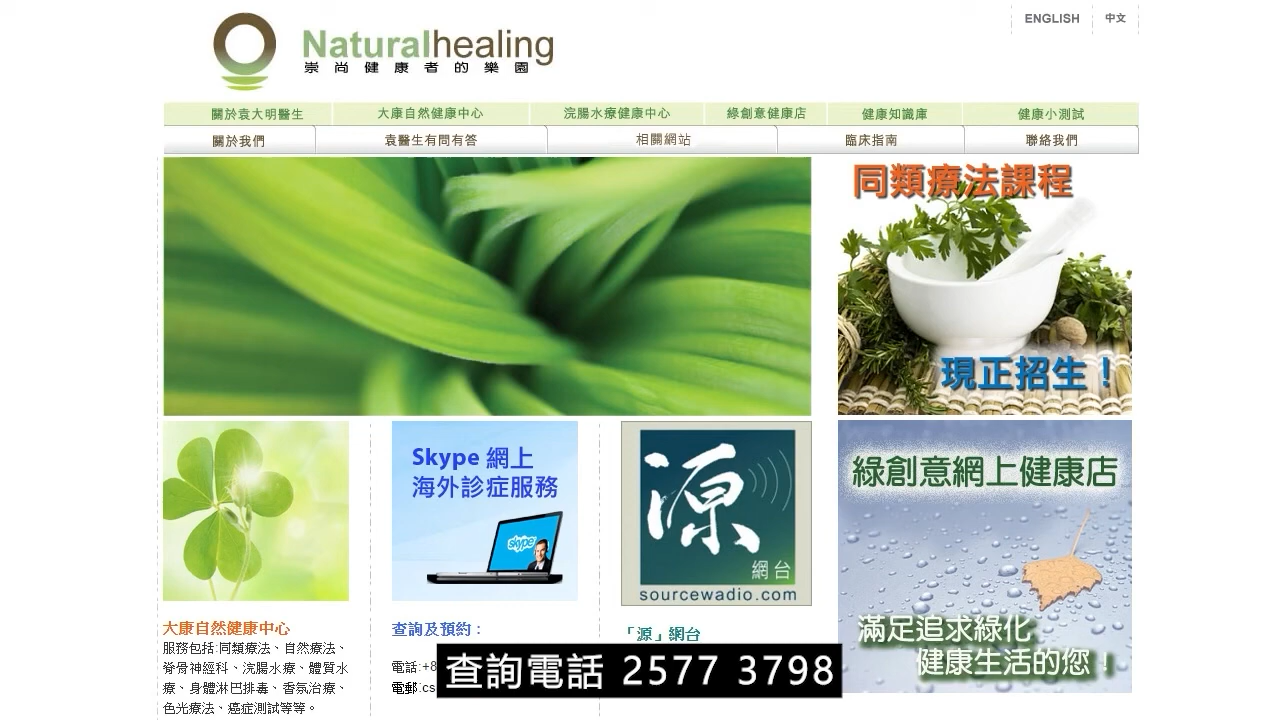 ENGLISH 中文
Naturalhealing
崇尚健康者的樂園
關於袁大明醫生 大康自然健康中心 浣腸水療健康中心 綠創意健康店 健康知識庫 健康小測試
關於我們 袁醫生有問有答 相關網站 臨床指南 聯絡我們
同類療法課程
現正招生！
Skype 網上
海外診症服務
skype
源
網台
sourcewadio.com
綠創意網上健康店
滿足追求綠化
健康生活的您！
大康自然健康中心
服務包括:同類療法、自然療法、
脊骨神經科、浣腸水療、體質水
療、身體淋巴排毒、香氛治療、
色光療法、癌症測試等等。
查詢及預約：
電話:+8
電郵:cs
「源」網台
查詢電話 2577 3798